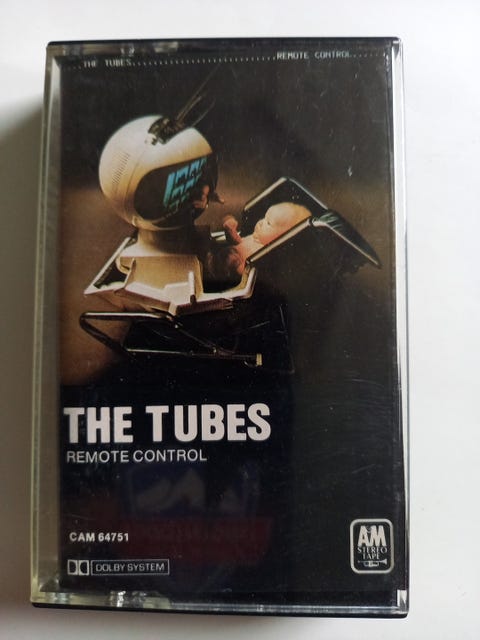 THE TUBES..............................REMOTE CONTROL....
THE TUBES
REMOTE CONTROL
CAM 64751
DOLBY SYSTEM
A&M
STEREO
TAPE